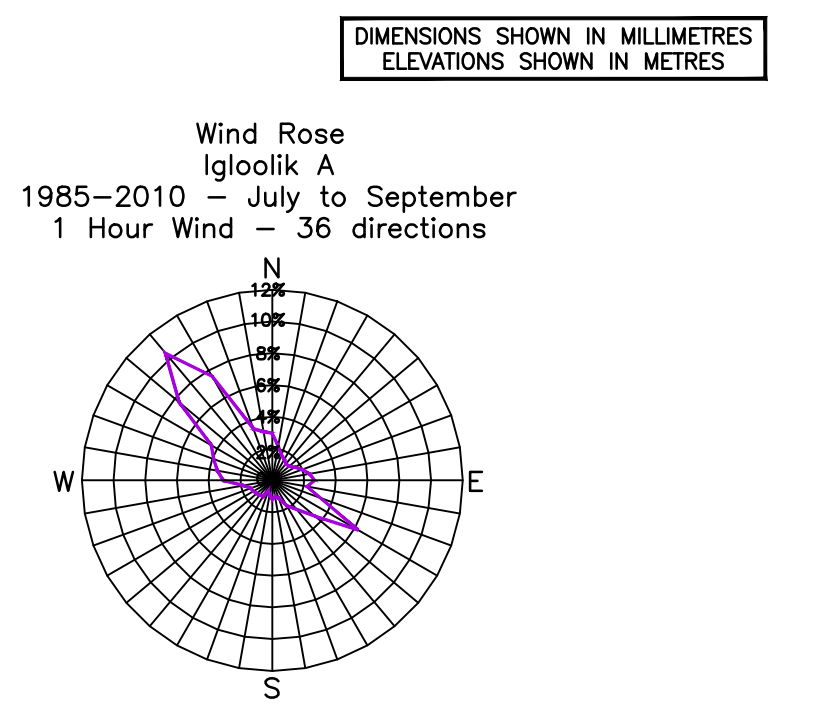 DIMENSIONS SHOWN IN MILLIMETRES
ELEVATIONS SHOWN IN METRES
Wind Rose
Igloolik A
1985-2010 - July to September
1 Hour Wind - 36 directions
N
12%
10%
8%
6%
4%
2%
W
E
S